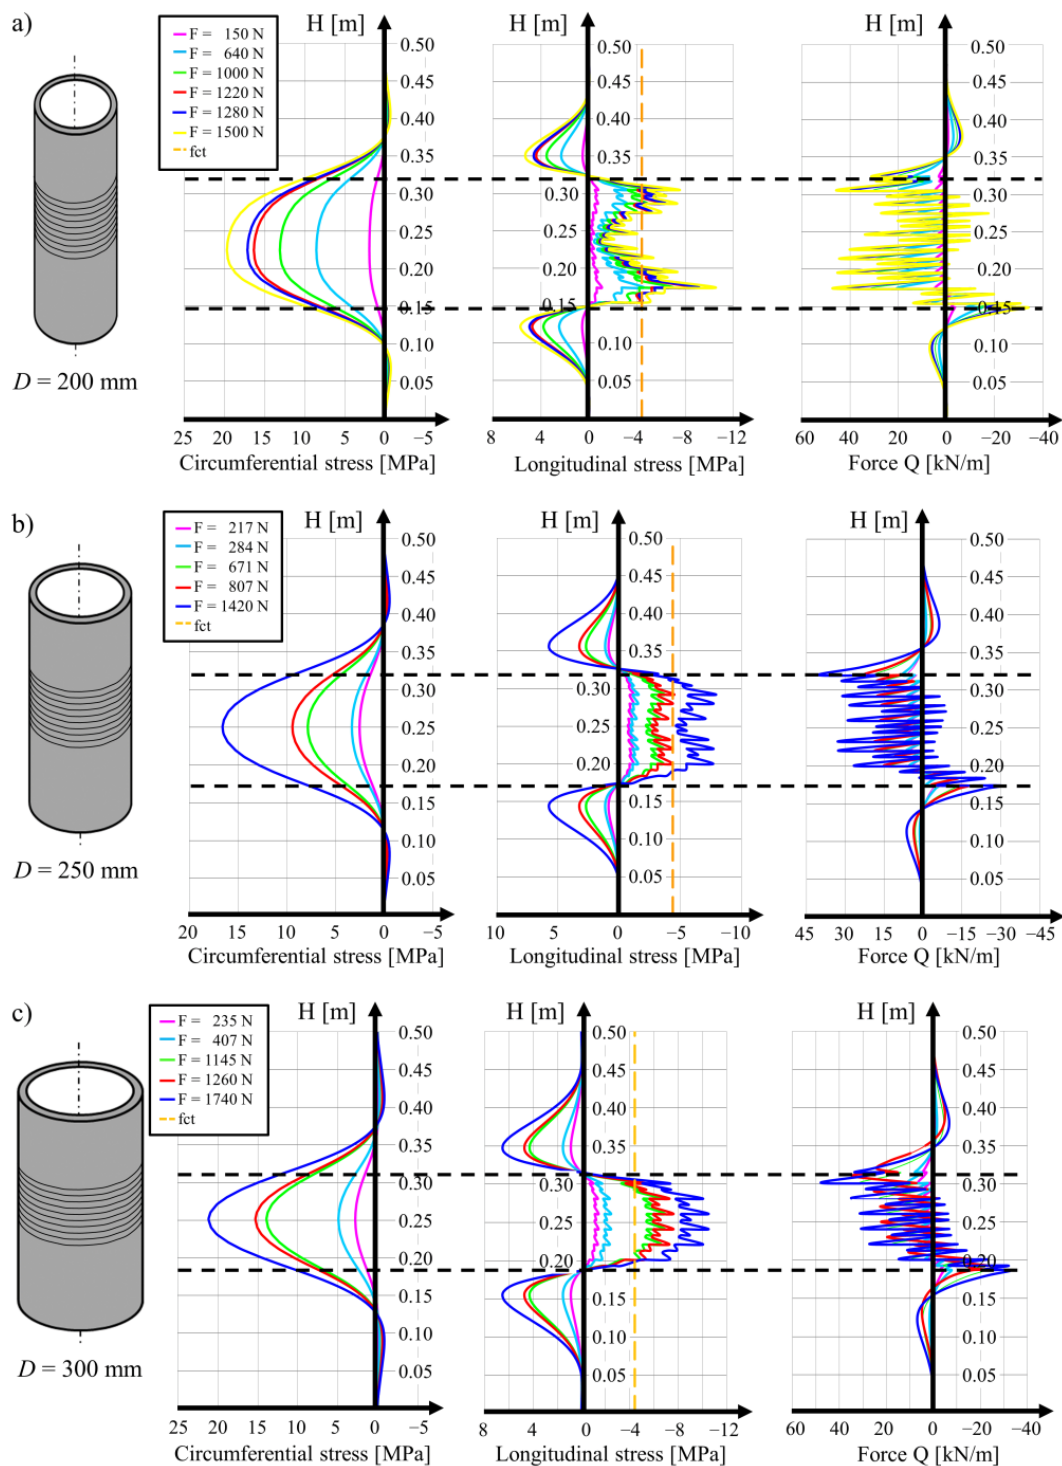 a)
F = 150 N
F = 640 N
F = 1000 N
F = 1220 N
F = 1280 N
F = 1500 N
fct
D = 200 mm
H [m]
0.50
0.45
0.40
0.35
0.30
0.25
0.20
0.15
0.10
0.05
25 20 15 10 5 0 −5
Circumferential stress [MPa]
H [m]
0.50
0.45
0.40
0.35
0.30
0.25
0.20
0.15
0.10
0.05
8 4 0 −4 −8 −12
Longitudinal stress [MPa]
H [m]
0.50
0.45
0.40
0.35
0.30
0.25
0.20
0.15
0.10
0.05
60 40 20 0 −20 −40
Force Q [kN/m]
b)
F = 217 N
F = 284 N
F = 671 N
F = 807 N
F = 1420 N
fct
D = 250 mm
H [m]
0.50
0.45
0.40
0.35
0.30
0.25
0.20
0.15
0.10
0.05
20 15 10 5 0 −5
Circumferential stress [MPa]
H [m]
0.50
0.45
0.40
0.35
0.30
0.25
0.20
0.15
0.10
0.05
10 5 0 −5 −10
Longitudinal stress [MPa]
H [m]
0.50
0.45
0.40
0.35
0.30
0.25
0.20
0.15
0.10
0.05
45 30 15 0 −15 −30 −45
Force Q [kN/m]
c)
F = 235 N
F = 407 N
F = 1145 N
F = 1260 N
F = 1740 N
fct
D = 300 mm
H [m]
0.50
0.45
0.40
0.35
0.30
0.25
0.20
0.15
0.10
0.05
25 20 15 10 5 0 −5
Circumferential stress [MPa]
H [m]
0.50
0.45
0.40
0.35
0.30
0.25
0.20
0.15
0.10
0.05
8 4 0 −4 −8 −12
Longitudinal stress [MPa]
H [m]
0.50
0.45
0.40
0.35
0.30
0.25
0.20
0.15
0.10
0.05
60 40 20 0 −20 −40
Force Q [kN/m]